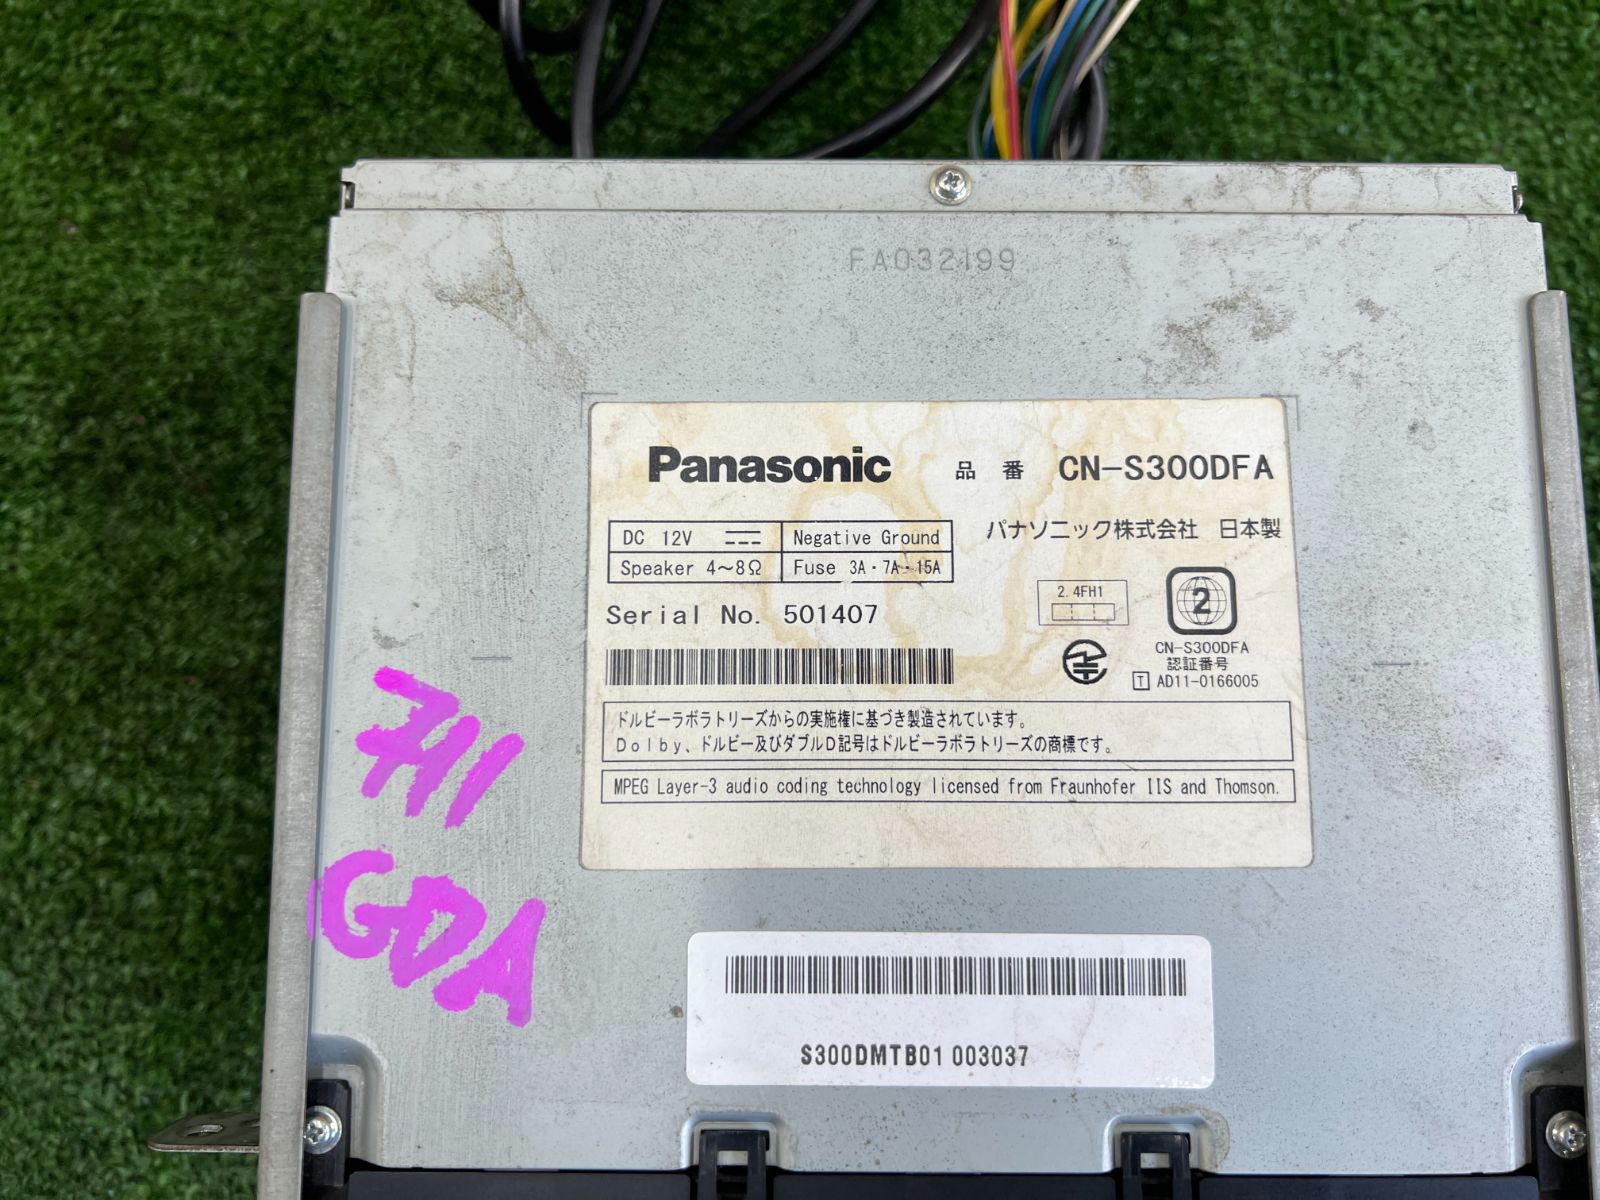 FA032199
Panasonic 品番 CN-S300DFA
DC 12V Negative Ground
Speaker 4～8Ω Fuse 3A・7A・15A
パナソニック株式会社 日本製
Serial No. 501407
2.4FH1
2
CN-S300DFA
認証番号
T AD11-0166005
ドルビーラボラトリーズからの実施権に基づき製造されています。
Dolby、ドルビー及びダブルD記号はドルビーラボラトリーズの商標です。
MPEG Layer-3 audio coding technology licensed from Fraunhofer IIS and Thomson.
711
GDA
S300DMTB01 003037